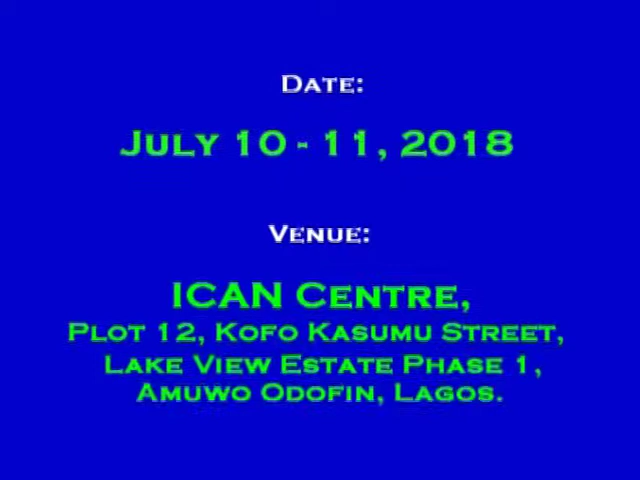 Date:
July 10 - 11, 2018
Venue:
ICAN Centre,
Plot 12, Kofo Kasumu Street,
Lake View Estate Phase 1,
Amuwo Odofin, Lagos.